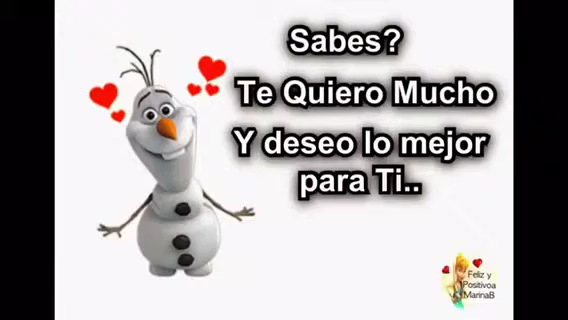 Sabes?
Te Quiero Mucho
Y deseo lo mejor
para Ti..
Feliz y
Positivoa
MarinaB